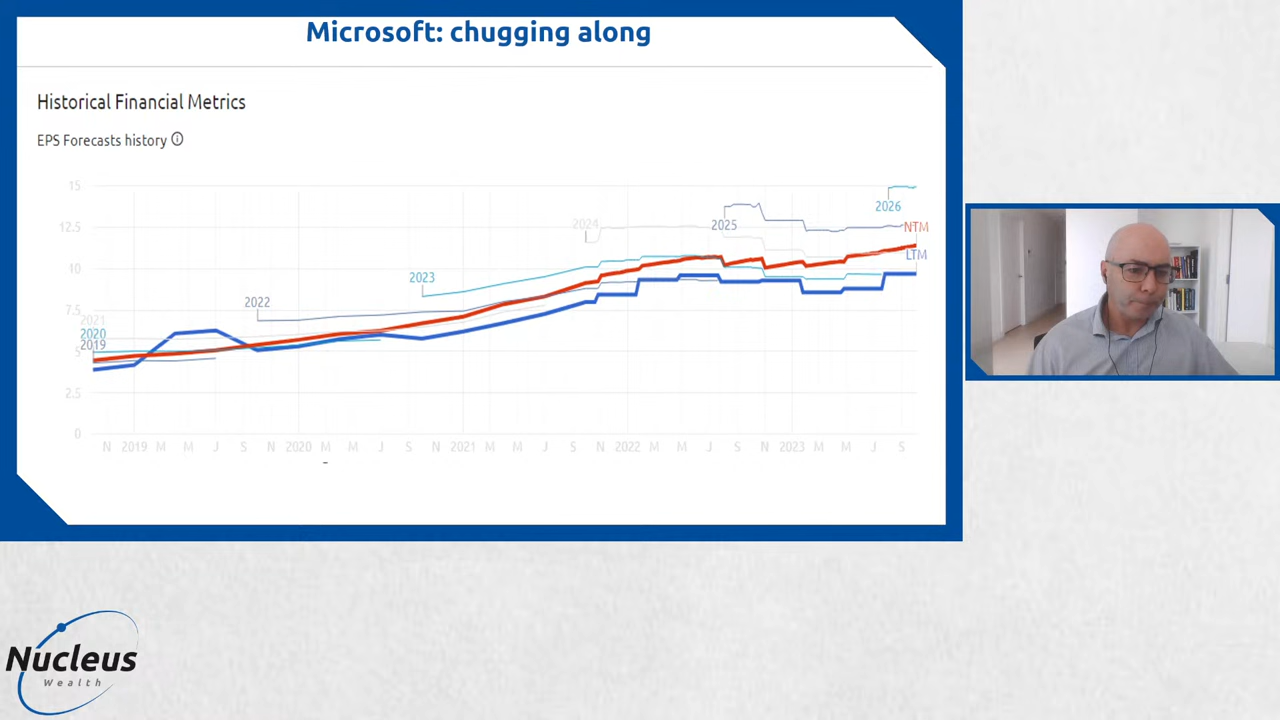 Microsoft: chugging along
Historical Financial Metrics
EPS Forecasts history
15
12.5
10
7.5
5
2.5
0
2021
2020
2019
2022
2023
2024
2025
2026
NTM
LTM
N 2019 M M J S N 2020 M M J S N 2021 M M J S N 2022 M M J S N 2023 M M J S
Nucleus
Wealth